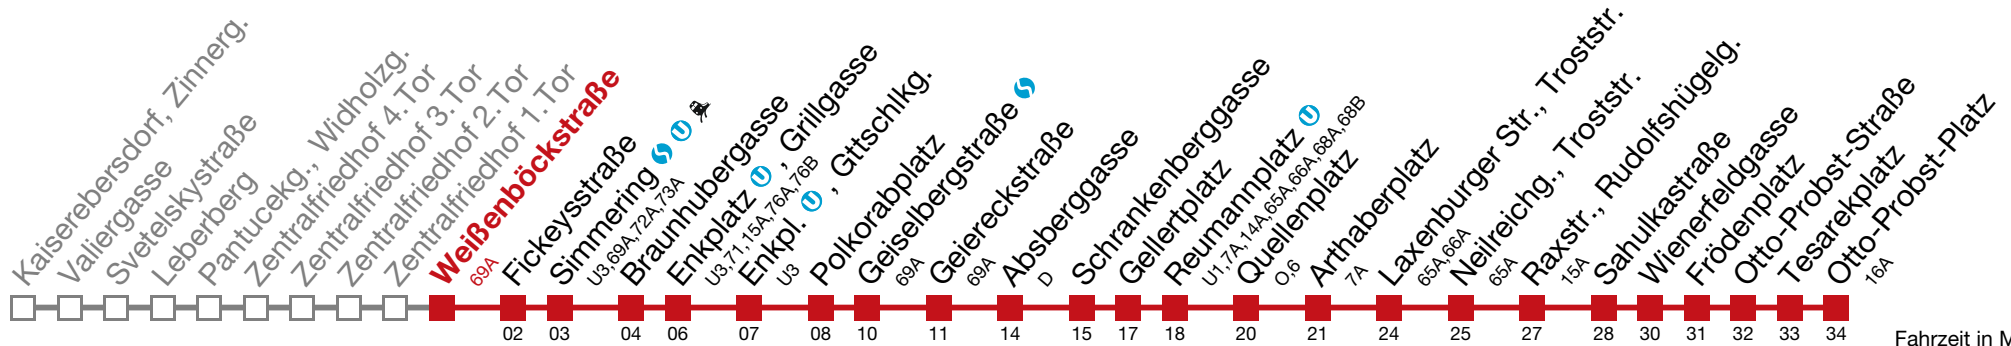 Kaiserebersdorf, Zinnerg.
Valiergasse
Svetelskystraße
Leberberg
Pantucekg., Widholzg.
Zentralfriedhof 4.Tor
Zentralfriedhof 3.Tor
Zentralfriedhof 2.Tor
Zentralfriedhof 1.Tor
Weißenböckstraße
69A
Fickeysstraße
Simmering S U
U3,69A,72A,73A
Braunhubergasse
Enkplatz U , Grillgasse
U3,71,15A,76A,76B
Enkpl. U , Gttschlkg.
U3
Polkorabplatz
Geiselbergstraße S
69A
Geiereckstraße
69A
Absberggasse
D
Schrankenberggasse
Gellertplatz
Reumannplatz U
U1,7A,14A,65A,66A,68A,68B
Quellenplatz
O,6
Arthaberplatz
7A
Laxenburger Str., Troststr.
65A,66A
Neilreichg., Troststr.
65A
Raxstr., Rudolfshügelg.
15A
Sahulkastraße
Wienerfeldgasse
Frödenplatz
Otto-Probst-Straße
Tesarekplatz
Otto-Probst-Platz
16A
02 03 04 06 07 08 10 11 14 15 17 18 20 21 24 25 27 28 30 31 32 33 34
Fahrzeit in M